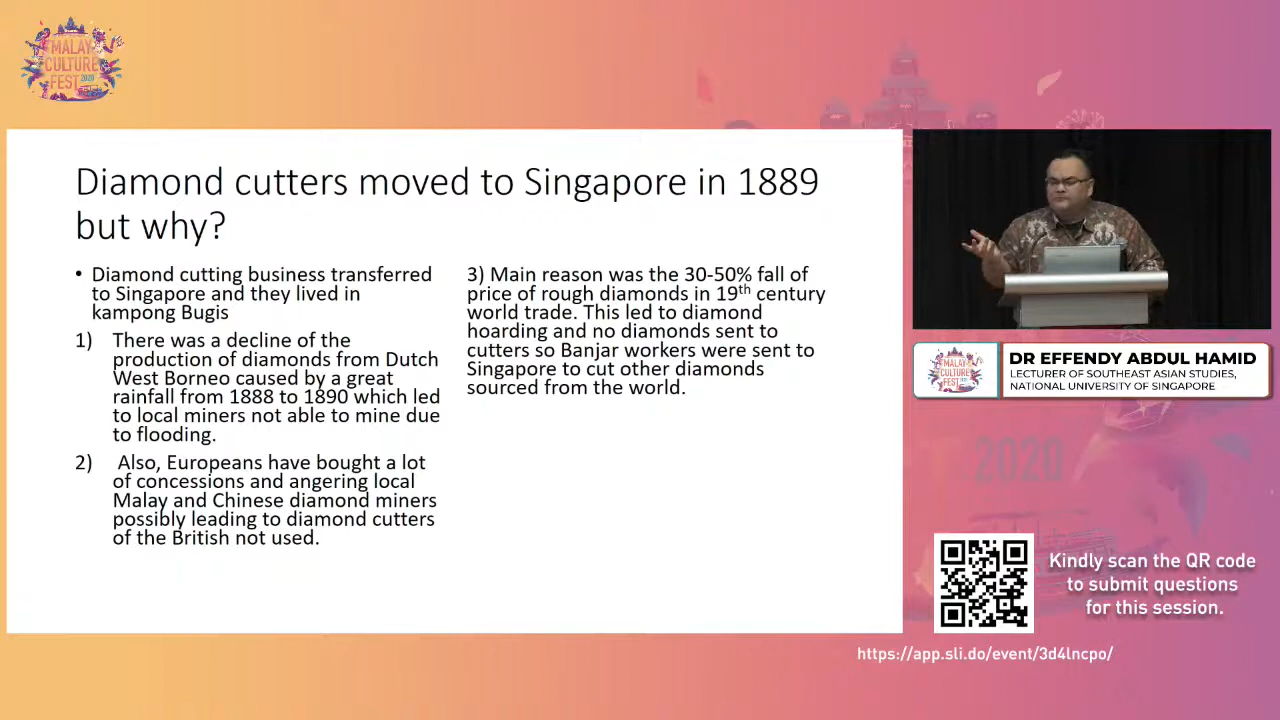 MALAY
CULTURE
FEST 2020
Diamond cutters moved to Singapore in 1889
but why?
• Diamond cutting business transferred
to Singapore and they lived in
kampong Bugis
1) There was a decline of the
production of diamonds from Dutch
West Borneo caused by a great
rainfall from 1888 to 1890 which led
to local miners not able to mine due
to flooding.
2) Also, Europeans have bought a lot
of concessions and angering local
Malay and Chinese diamond miners
possibly leading to diamond cutters
of the British not used.
3) Main reason was the 30-50% fall of
price of rough diamonds in 19th century
world trade. This led to diamond
hoarding and no diamonds sent to
cutters so Banjar workers were sent to
Singapore to cut other diamonds
sourced from the world.
MALAY
CULTURE
FEST
DR EFFENDY ABDUL HAMID
LECTURER OF SOUTHEAST ASIAN STUDIES,
NATIONAL UNIVERSITY OF SINGAPORE
2020
Kindly scan the QR code
to submit questions
for this session.
https://app.sli.do/event/3d4lncpo/